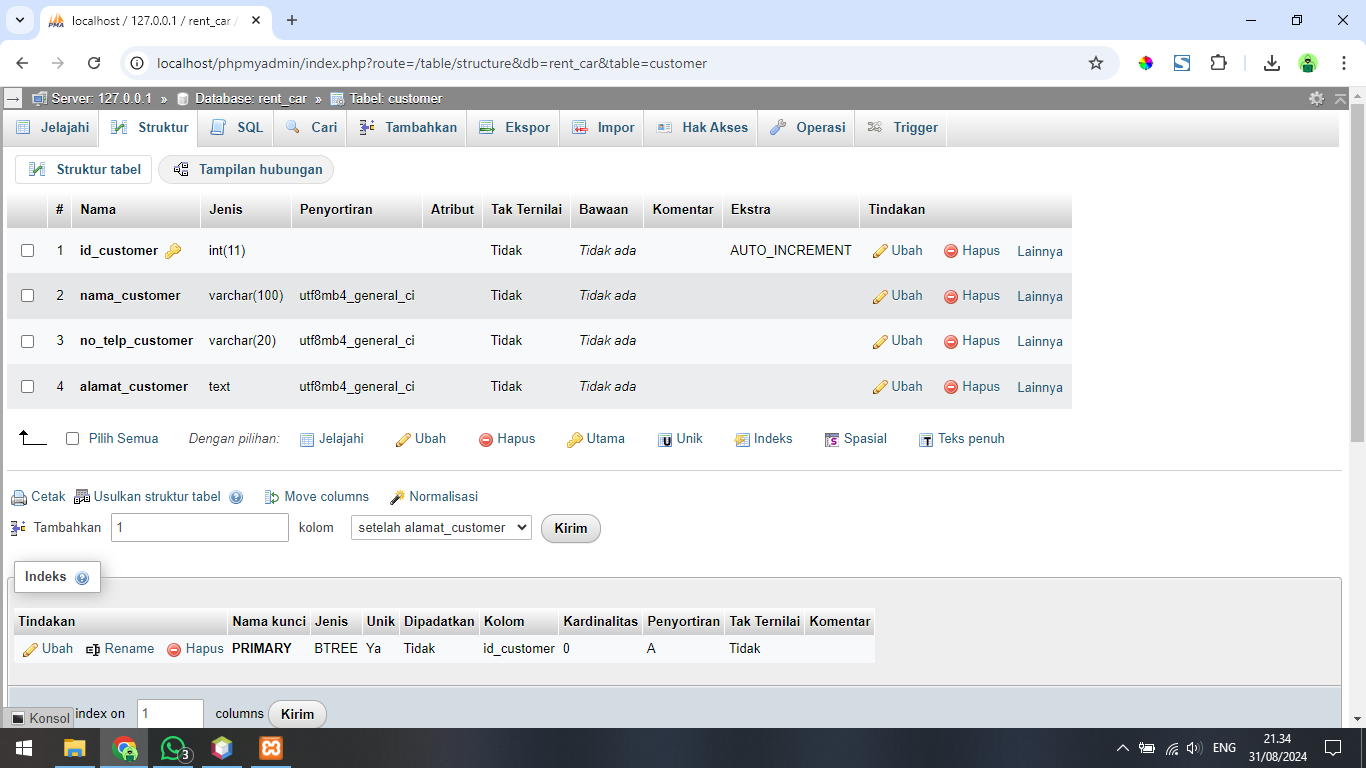 localhost / 127.0.0.1 / rent_car /
localhost/phpmyadmin/index.php?route=/table/structure&db=rent_car&table=customer
Server: 127.0.0.1 » Database: rent_car » Tabel: customer
Jelajahi Struktur SQL Cari Tambahkan Ekspor Impor Hak Akses Operasi Trigger
Struktur tabel Tampilan hubungan
# Nama Jenis Penyortiran Atribut Tak Ternilai Bawaan Komentar Ekstra Tindakan
1 id_customer int(11) Tidak Tidak ada AUTO_INCREMENT Ubah Hapus Lainnya
2 nama_customer varchar(100) utf8mb4_general_ci Tidak Tidak ada Ubah Hapus Lainnya
3 no_telp_customer varchar(20) utf8mb4_general_ci Tidak Tidak ada Ubah Hapus Lainnya
4 alamat_customer text utf8mb4_general_ci Tidak Tidak ada Ubah Hapus Lainnya
Pilih Semua Dengan pilihan: Jelajahi Ubah Hapus Utama Unik Indeks Spasial Teks penuh
Cetak Usulkan struktur tabel Move columns Normalisasi
Tambahkan 1 kolom setelah alamat_customer Kirim
Indeks
Tindakan Nama kunci Jenis Unik Dipadatkan Kolom Kardinalitas Penyortiran Tak Ternilai Komentar
Ubah Rename Hapus PRIMARY BTREE Ya Tidak id_customer 0 A Tidak
index on 1 columns Kirim
Konsol
3 ENG 21.34
31/08/2024